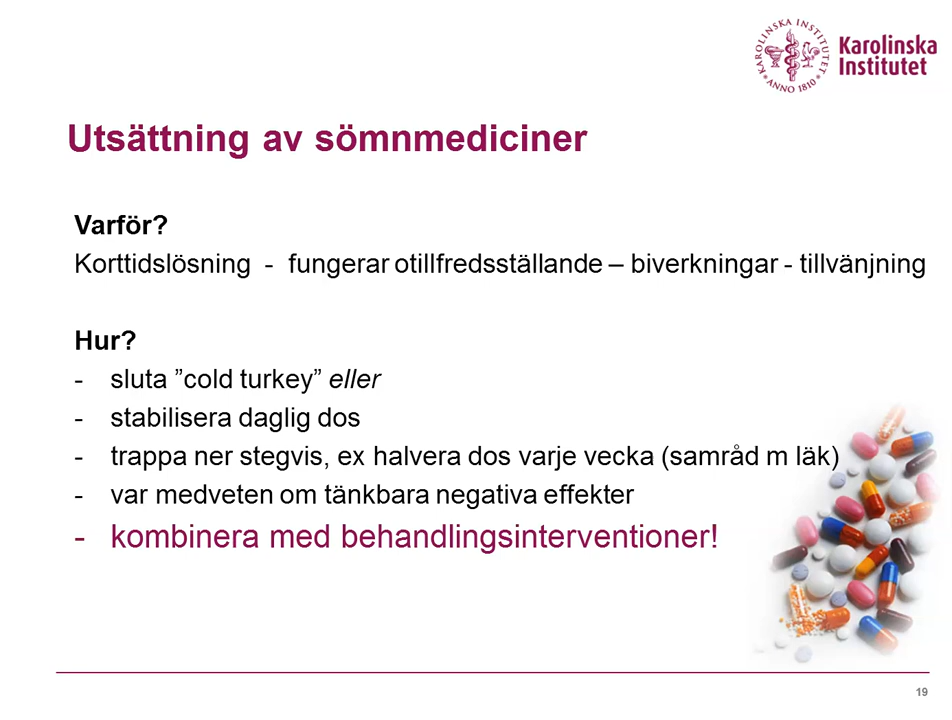 KAROLINSKA INSTITUTET
ANNO 1810
Karolinska
Institutet
Utsättning av sömnmediciner
Varför?
Korttidslösning - fungerar otillfredsställande – biverkningar - tillvänjning
Hur?
- sluta ”cold turkey” eller
- stabilisera daglig dos
- trappa ner stegvis, ex halvera dos varje vecka (samråd m läk)
- var medveten om tänkbara negativa effekter
- kombinera med behandlingsinterventioner!
19